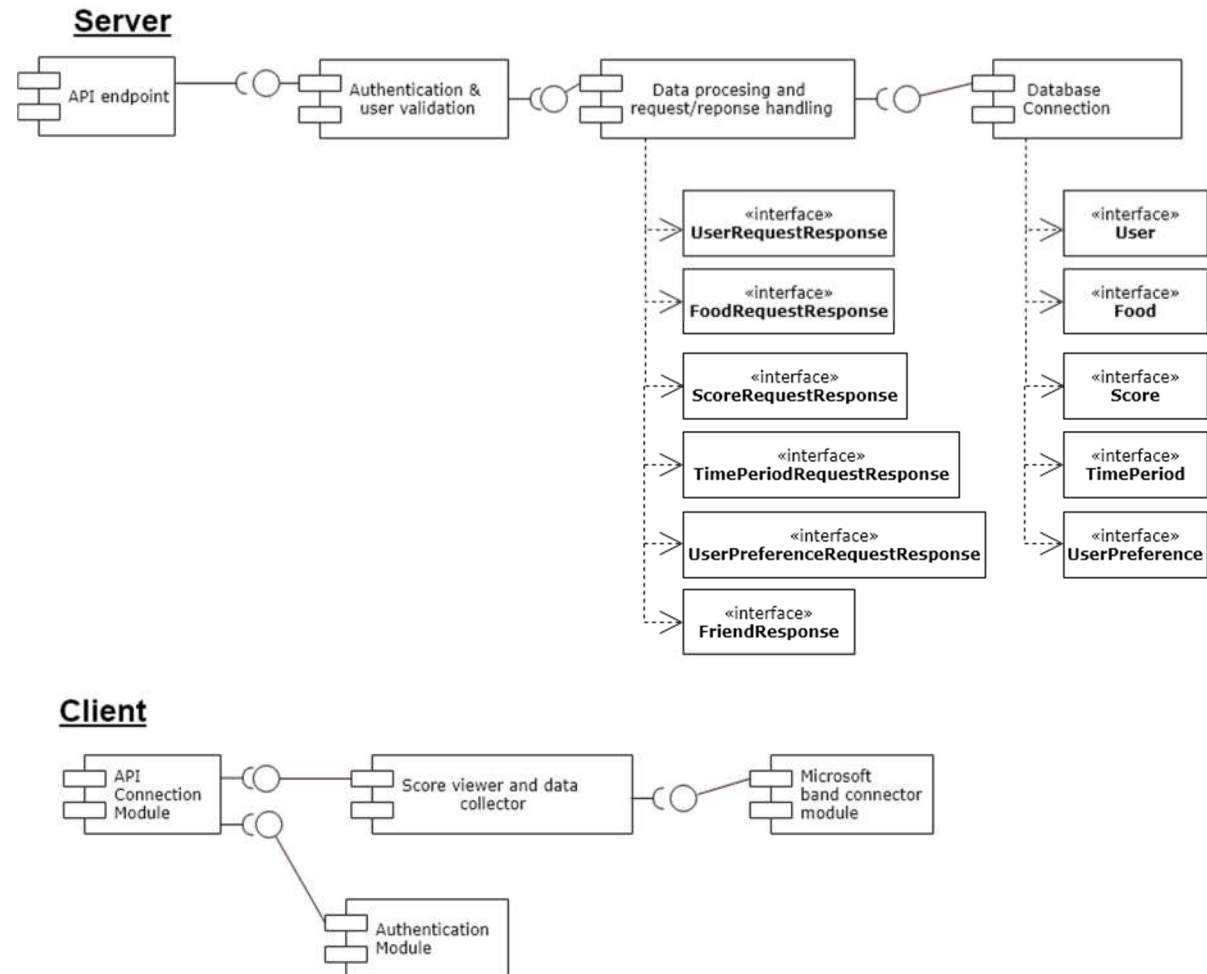 Server
API endpoint
Authentication &
user validation
Data procesing and
request/reponse handling
Database
Connection
«interface»
UserRequestResponse
«interface»
User
«interface»
FoodRequestResponse
«interface»
Food
«interface»
ScoreRequestResponse
«interface»
Score
«interface»
TimePeriodRequestResponse
«interface»
TimePeriod
«interface»
UserPreferenceRequestResponse
«interface»
UserPreference
«interface»
FriendResponse
Client
API
Connection
Module
Score viewer and data
collector
Microsoft
band connector
module
Authentication
Module